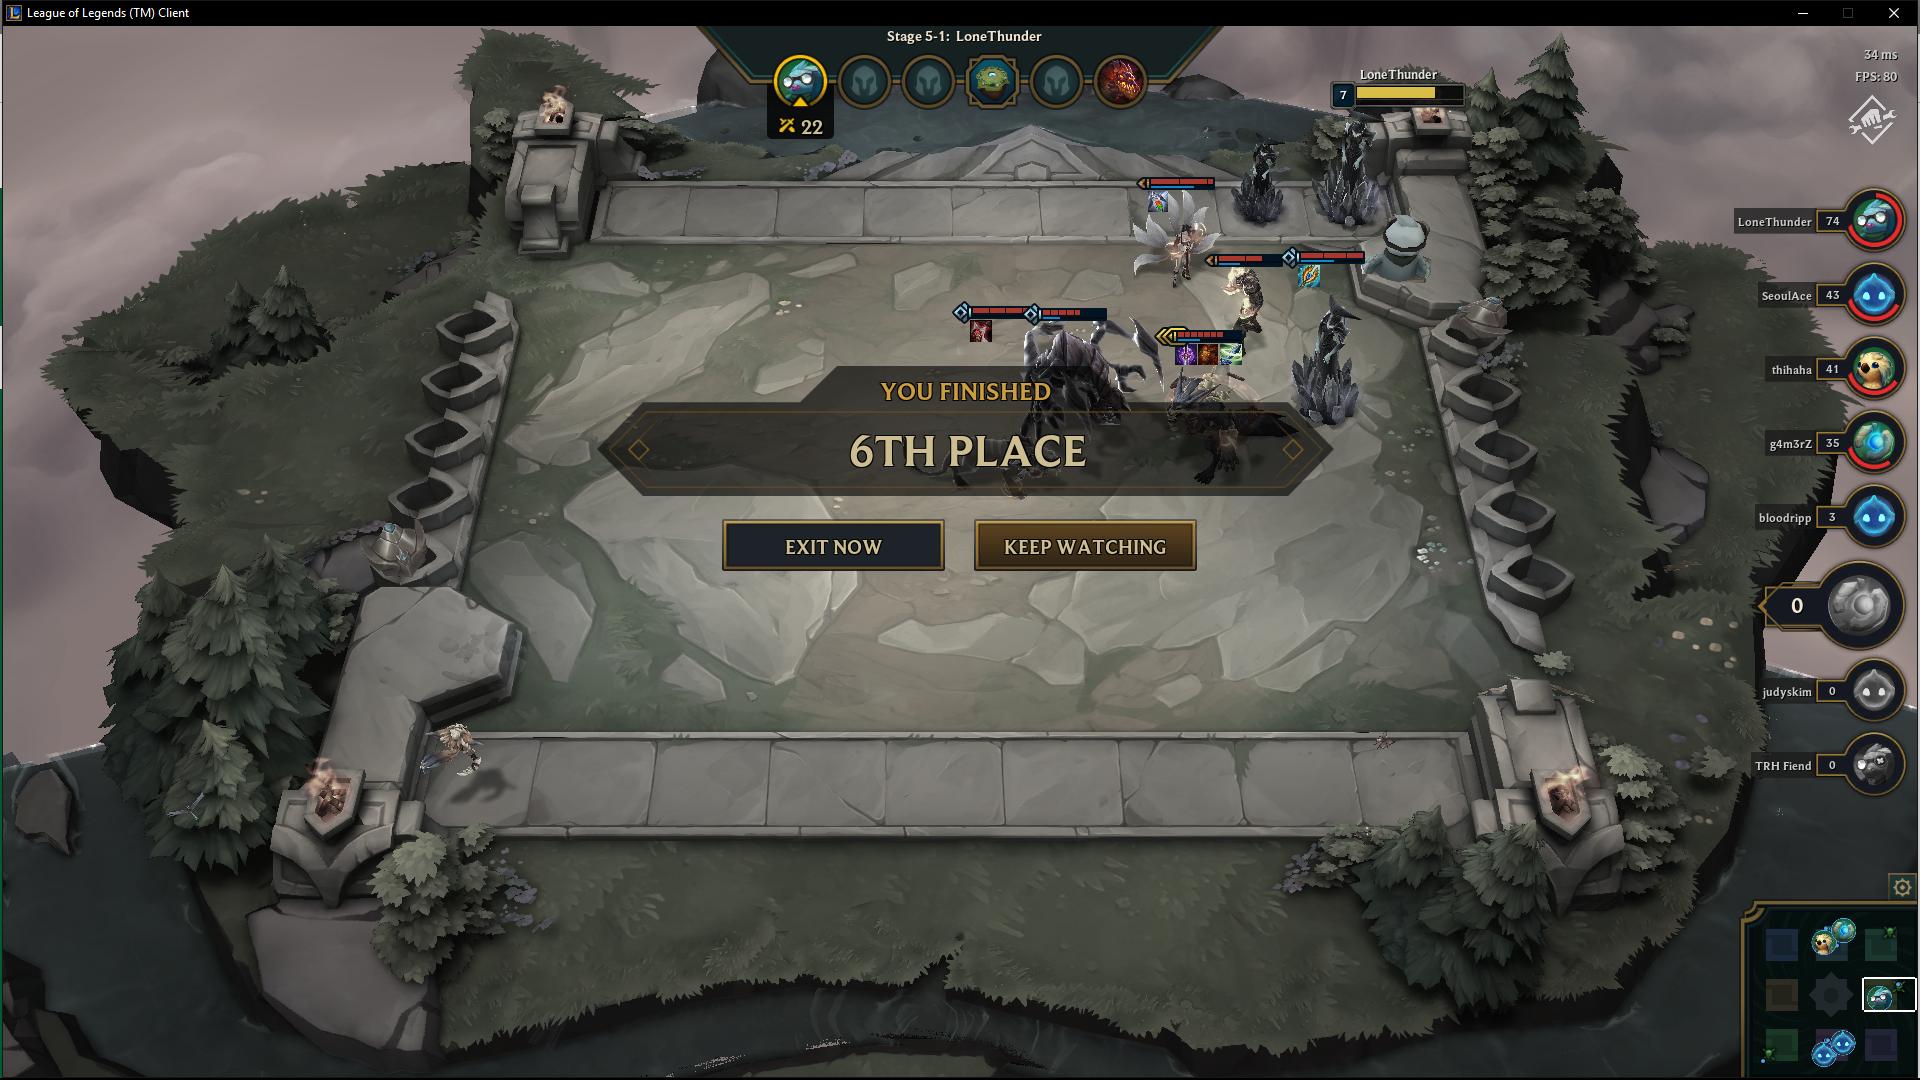 League of Legends (TM) Client
Stage 5-1: LoneThunder
34 ms
FPS: 80
22
LoneThunder
7
LoneThunder 74
SeoulAce 43
thihaha 41
g4m3rZ 35
bloodripp 3
0
judyskim 0
TRH Fiend 0
YOU FINISHED
6TH PLACE
EXIT NOW
KEEP WATCHING